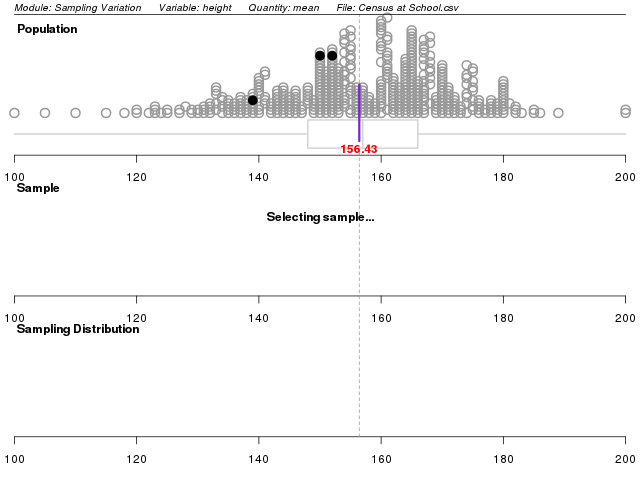 Module: Sampling Variation Variable: height Quantity: mean File: Census at School.csv
Population
156.43
100 120 140 160 180 200
Sample
Selecting sample...
100 120 140 160 180 200
Sampling Distribution
100 120 140 160 180 200